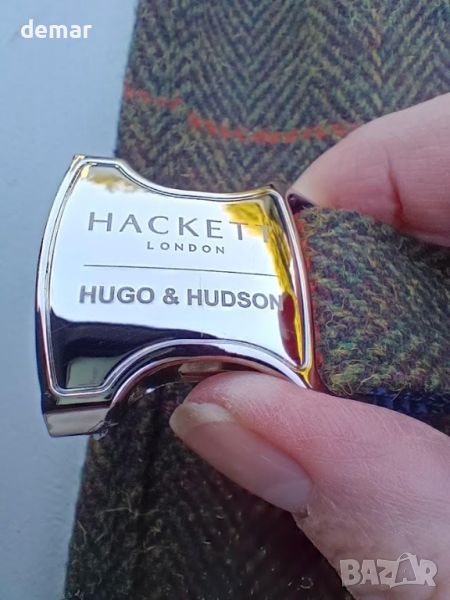 demar
HACKETT
LONDON
HUGO & HUDSON
BAZAR